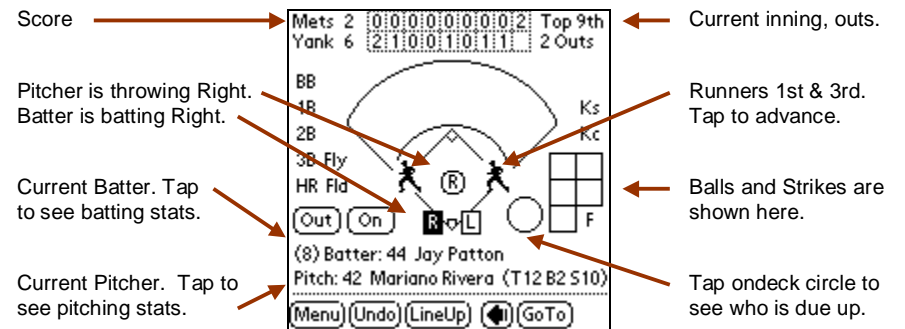 Score
Mets 2 0 0 0 0 0 0 0 0 2 Top 9th
Yank 6 2 1 0 0 1 0 1 1 2 Outs
Current inning, outs.
Pitcher is throwing Right.
Batter is batting Right.
BB
1B
2B
3B Fly
HR Fld
Ks
Kc
Runners 1st & 3rd.
Tap to advance.
R
Current Batter. Tap
to see batting stats.
Out On
R L
F
Balls and Strikes are
shown here.
(8) Batter: 44 Jay Patton
Pitch: 42 Mariano Rivera (T12 B2 S10)
Current Pitcher. Tap to
see pitching stats.
Tap ondeck circle to
see who is due up.
Menu Undo LineUp GoTo